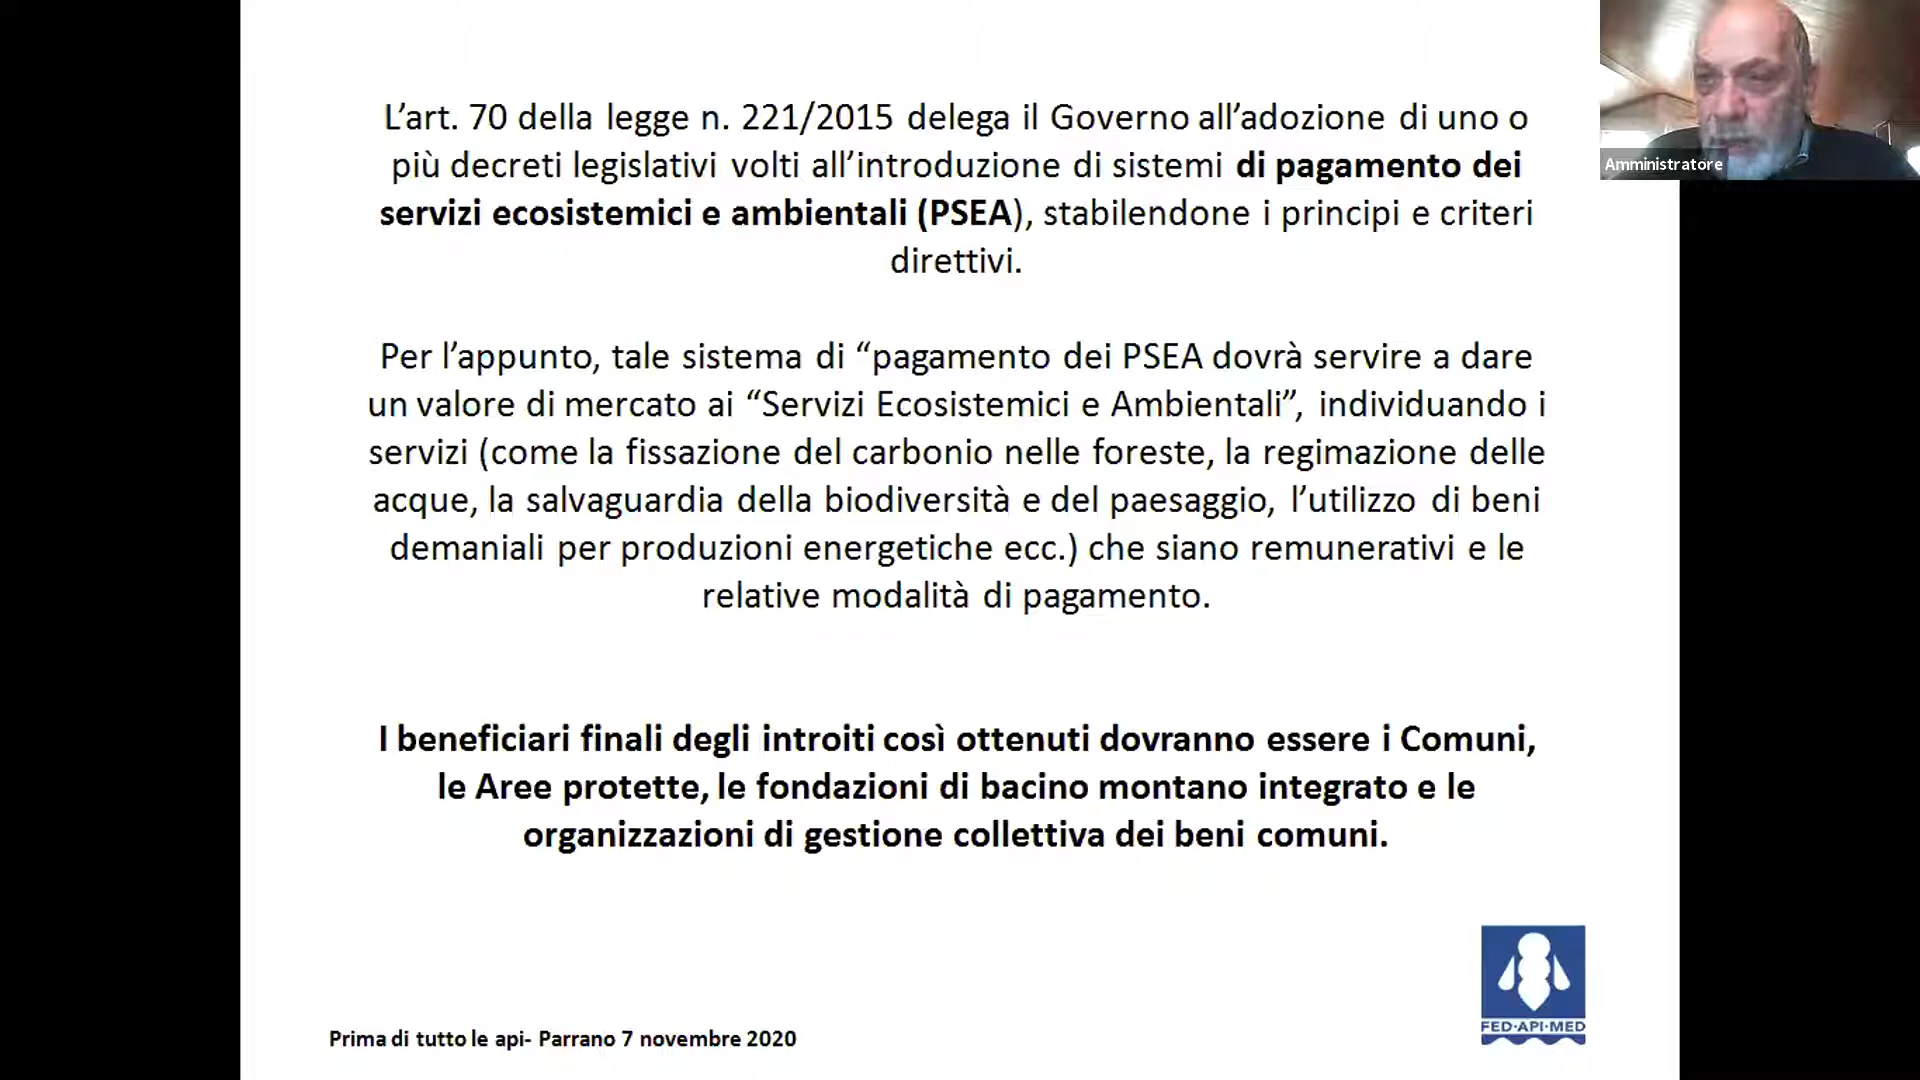 L’art. 70 della legge n. 221/2015 delega il Governo all’adozione di uno o
più decreti legislativi volti all’introduzione di sistemi di pagamento dei
servizi ecosistemici e ambientali (PSEA), stabilendone i principi e criteri
direttivi.
Per l’appunto, tale sistema di “pagamento dei PSEA dovrà servire a dare
un valore di mercato ai “Servizi Ecosistemici e Ambientali”, individuando i
servizi (come la fissazione del carbonio nelle foreste, la regimazione delle
acque, la salvaguardia della biodiversità e del paesaggio, l’utilizzo di beni
demaniali per produzioni energetiche ecc.) che siano remunerativi e le
relative modalità di pagamento.
I beneficiari finali degli introiti così ottenuti dovranno essere i Comuni,
le Aree protette, le fondazioni di bacino montano integrato e le
organizzazioni di gestione collettiva dei beni comuni.
Prima di tutto le api- Parrano 7 novembre 2020
FED·API·MED
Amministratore